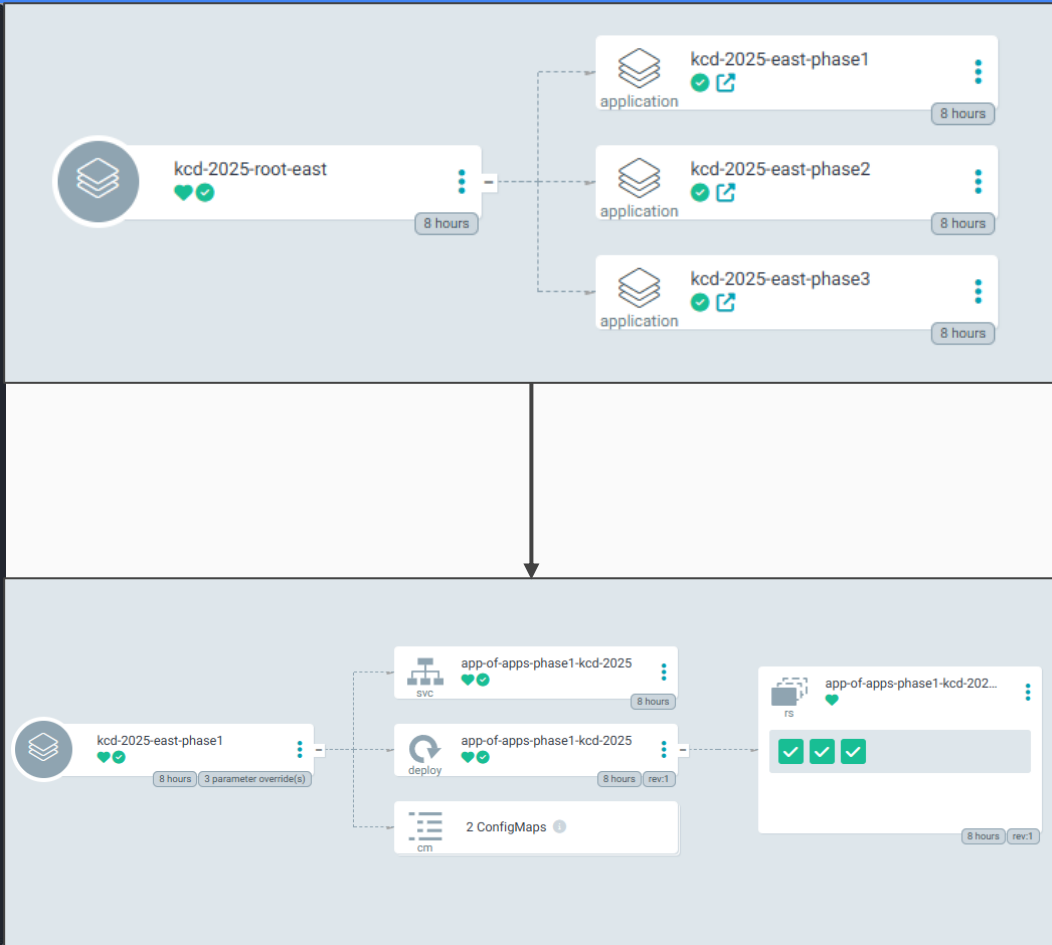 kcd-2025-east-phase1
application
8 hours
kcd-2025-root-east
8 hours
kcd-2025-east-phase2
application
8 hours
kcd-2025-east-phase3
application
8 hours
app-of-apps-phase1-kcd-2025
svc
8 hours
app-of-apps-phase1-kcd-202...
rs
kcd-2025-east-phase1
8 hours
3 parameter override(s)
app-of-apps-phase1-kcd-2025
deploy
8 hours
rev:1
2 ConfigMaps
cm
8 hours
rev:1